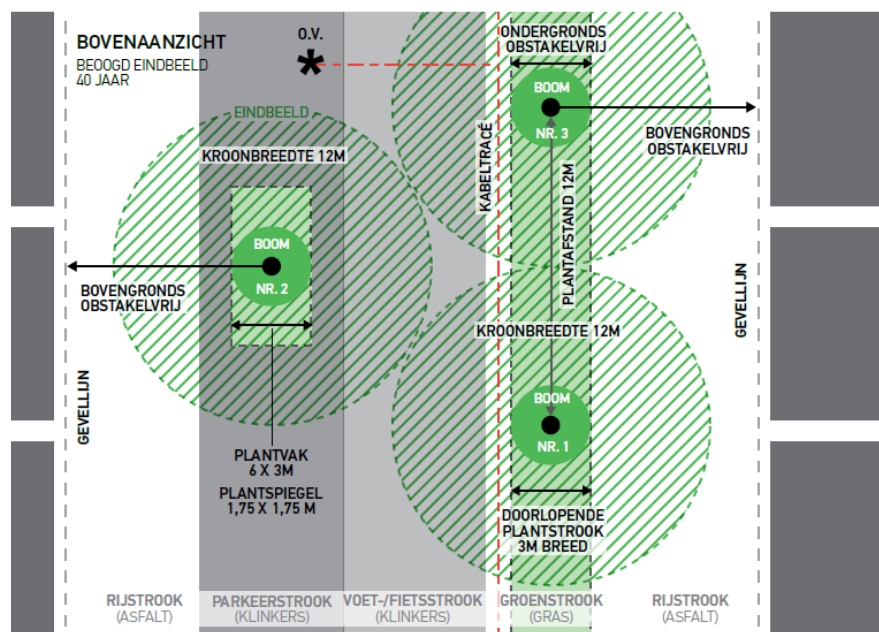 BOVENAANZICHT
BEOOGD EINDBEELD
40 JAAR
O.V.
ONDERGRONDS
OBSTAKELVRIJ
EINDBEELD
KROONBREEDTE 12M
BOOM
NR. 3
BOVENGRONDS
OBSTAKELVRIJ
KABELTRACÉ
PLANTAFSTAND 12M
BOOM
NR. 2
BOVENGRONDS
OBSTAKELVRIJ
GEVELLIJN
KROONBREEDTE 12M
GEVELLIJN
BOOM
NR. 1
PLANTVAK
6 X 3M
PLANTSPIEGEL
1,75 X 1,75 M
DOORLOPENDE
PLANTSTROOK
3M BREED
RIJSTROOK
(ASFALT)
PARKEERSTROOK
(KLINKERS)
VOET-/FIETSSTROOK
(KLINKERS)
GROENSTROOK
(GRAS)
RIJSTROOK
(ASFALT)